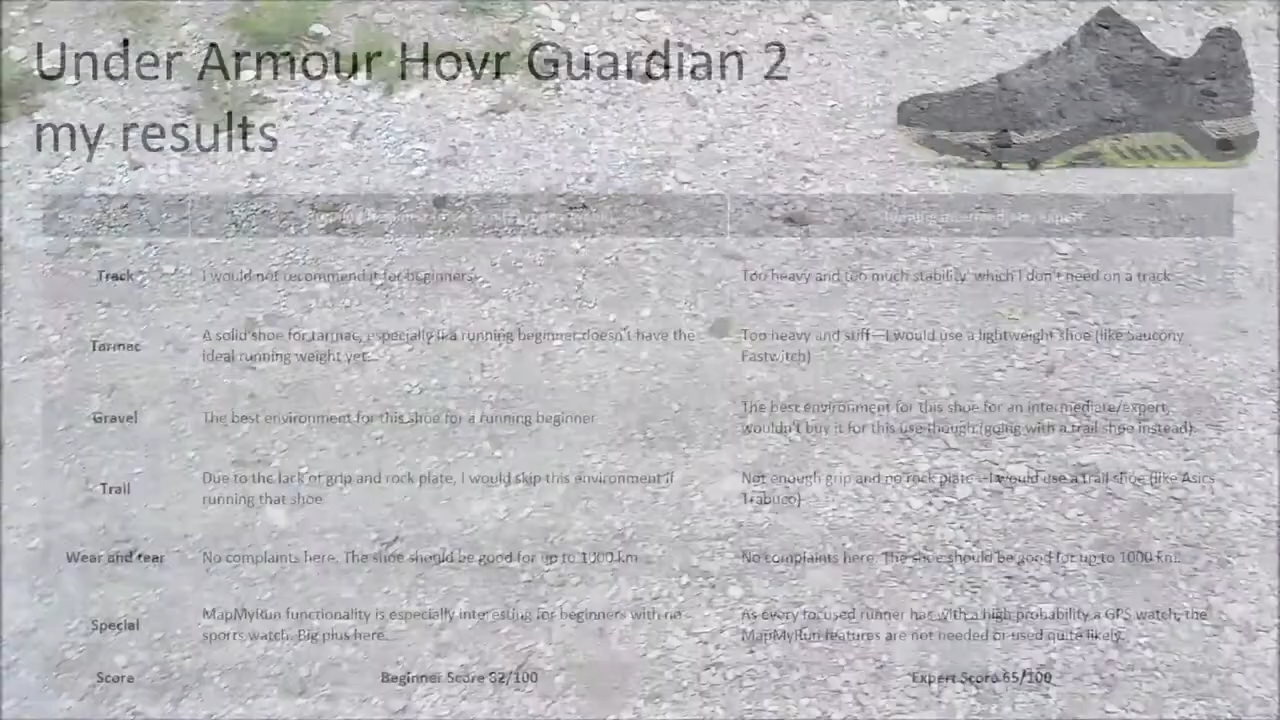 Under Armour Hovr Guardian 2
my results
Track
I would not recommend it for beginners
Too heavy and too much stability which I don't need on a track
Tarmac
A solid shoe for tarmac, especially if a running beginner doesn't have the
ideal running weight yet.
Too heavy and stiff—I would use a lightweight shoe (like Saucony
Fastwitch)
Gravel
The best environment for this shoe for a running beginner
The best environment for this shoe for an intermediate/expert,
wouldn't buy it for this use though (going with a trail shoe instead)
Trail
Due to the lack of grip and rock plate, I would skip this environment if
running that shoe
Not enough grip and no rock plate – I would use a trail shoe (like Asics
Trabuco)
Wear and tear
No complaints here. The shoe should be good for up to 1000 km
No complaints here. The shoe should be good for up to 1000 km.
Special
MapMyRun functionality is especially interesting for beginners with no
sports watch. Big plus here.
As every focused runner has with a high probability a GPS watch, the
MapMyRun features are not needed or used quite likely.
Score
Beginner Score 82/100
Expert Score 65/100